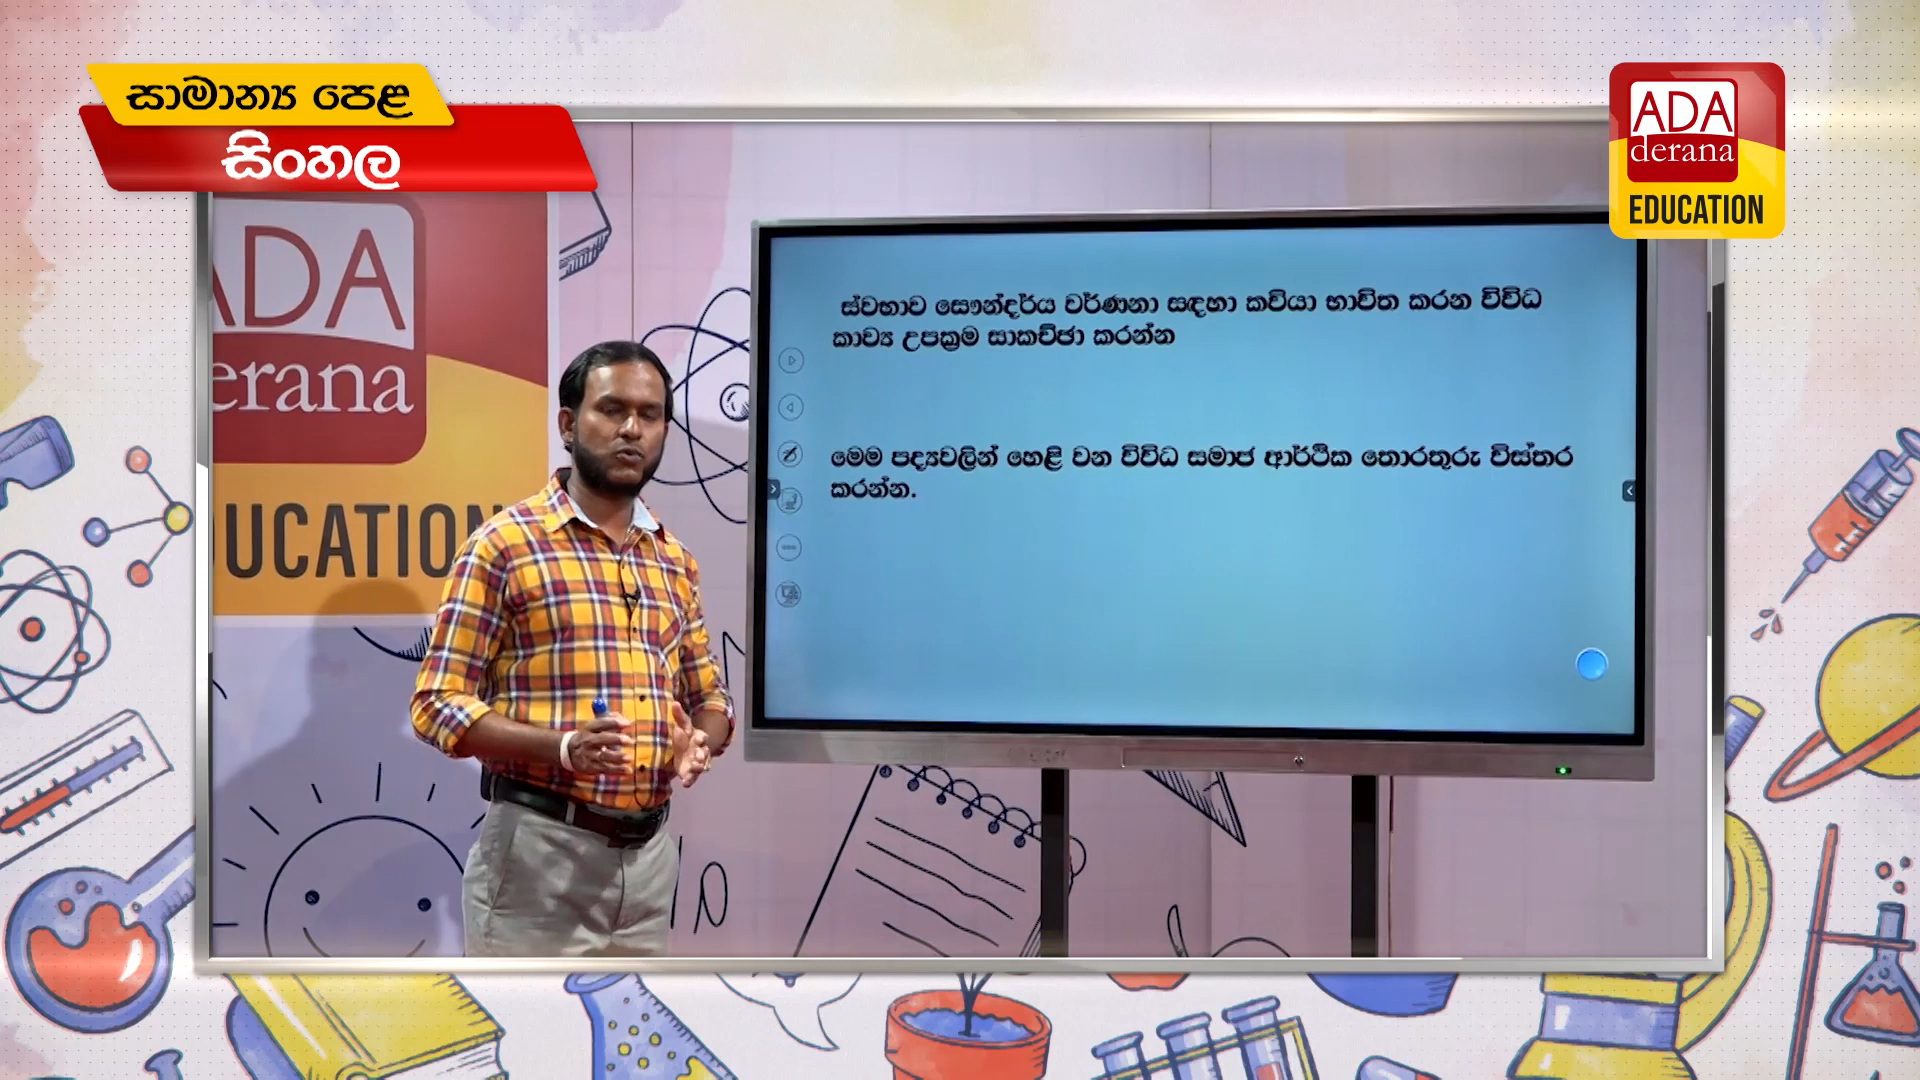 සාමාන්‍ය පෙළ
සිංහල
ADA
derana
EDUCATION
ADA
erana
UCATION
ස්වභාව සෞන්දර්ය වර්ණනා සඳහා කවියා භාවිත කරන විවිධ
කාව්‍ය උපක්‍රම සාකච්ඡා කරන්න
මෙම පද්‍යවලින් හෙළි වන විවිධ සමාජ ආර්ථික තොරතුරු විස්තර
කරන්න.